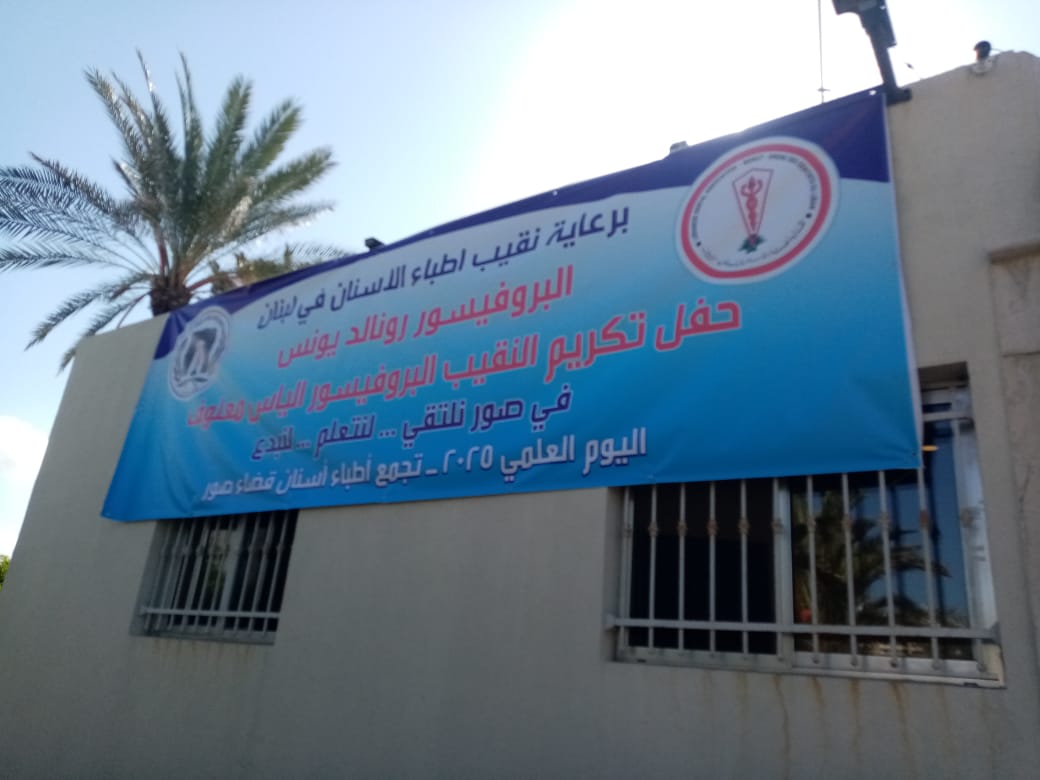 برعاية نقيب اطباء الاسنان في لبنان
البروفيسور رونالد يونس
حفل تكريم النقيب البروفيسور الياس معلوف
في صور نلتقي ... لنتعلم ... لنبدع
اليوم العلمي ٢٠٢٥ - تجمع أطباء أسنان قضاء صور